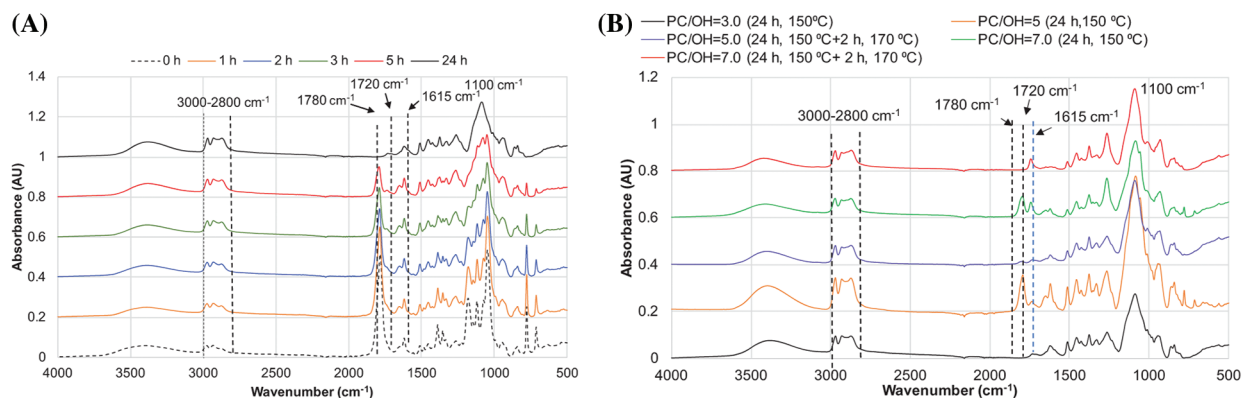 (A)
0 h 1 h 2 h 3 h 5 h 24 h
1720 cm⁻¹ 1100 cm⁻¹
3000-2800 cm⁻¹ 1780 cm⁻¹ 1615 cm⁻¹
Absorbance (AU)
1.4
1.2
1
0.8
0.6
0.4
0.2
0
4000 3500 3000 2500 2000 1500 1000 500
Wavenumber (cm⁻¹)
(B)
PC/OH=3.0 (24 h, 150ºC) PC/OH=5 (24 h,150 ºC)
PC/OH=5.0 (24 h, 150 ºC+2 h, 170 ºC) PC/OH=7.0 (24 h, 150 ºC)
PC/OH=7.0 (24 h, 150 ºC+ 2 h, 170 ºC)
1720 cm⁻¹ 1100 cm⁻¹
3000-2800 cm⁻¹ 1780 cm⁻¹ 1615 cm⁻¹
Absorbance (AU)
1.2
1
0.8
0.6
0.4
0.2
0
4000 3500 3000 2500 2000 1500 1000 500
Wavenumber (cm⁻¹)